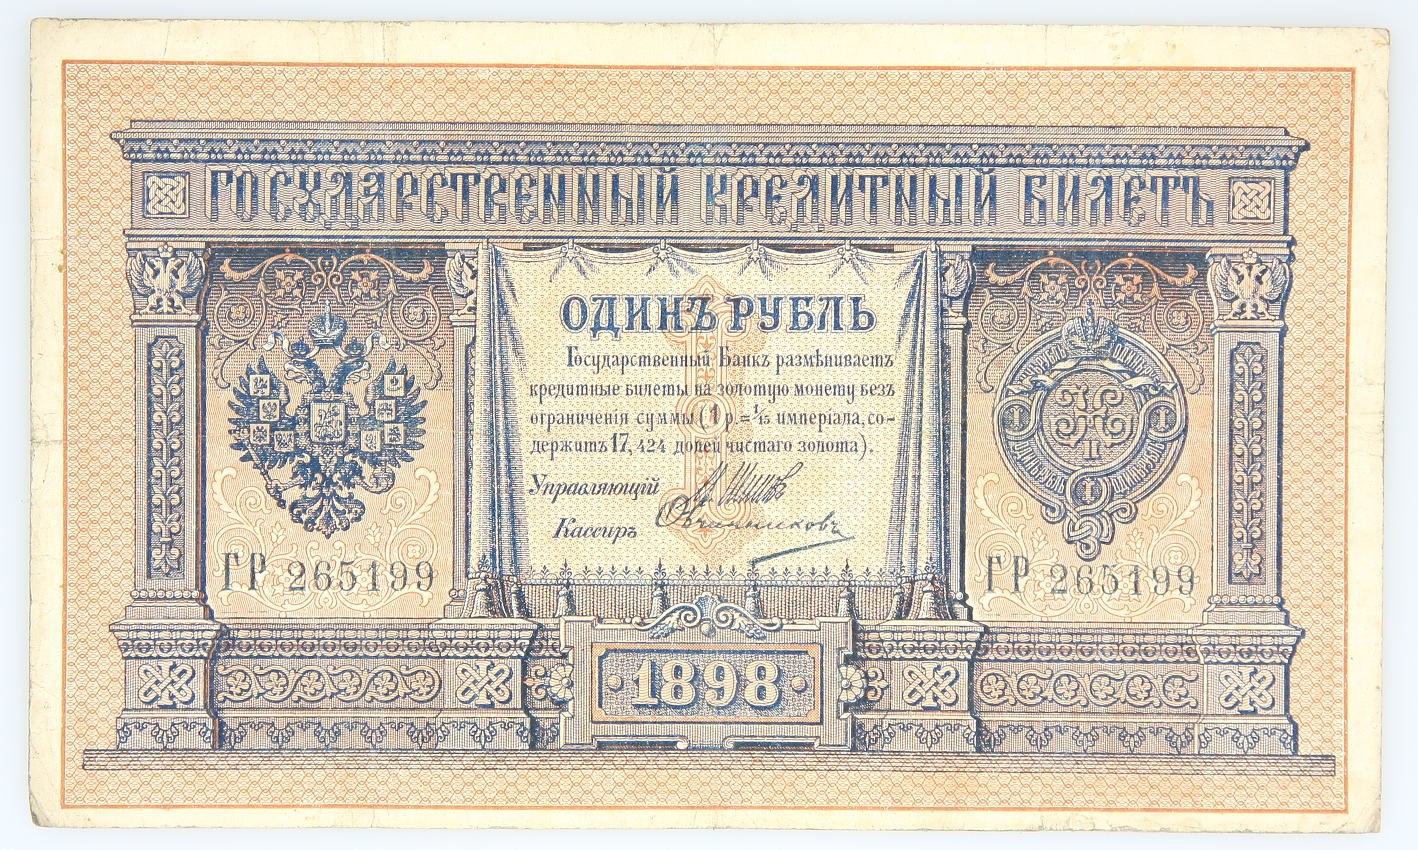 ГОСУДАРСТВЕННЫЙ КРЕДИТНЫЙ БИЛЕТЪ
ОДИНЪ РУБЛЬ
Государственный Банкъ размѣниваетъ
кредитные билеты на золотую монету безъ
ограниченія суммы (1 р. = 1/15 имперіала, со-
держитъ 17, 424 долей чистаго золота).
Управляющій
Кассиръ Овчинниковъ
ГР 265199
ГР 265199
1898